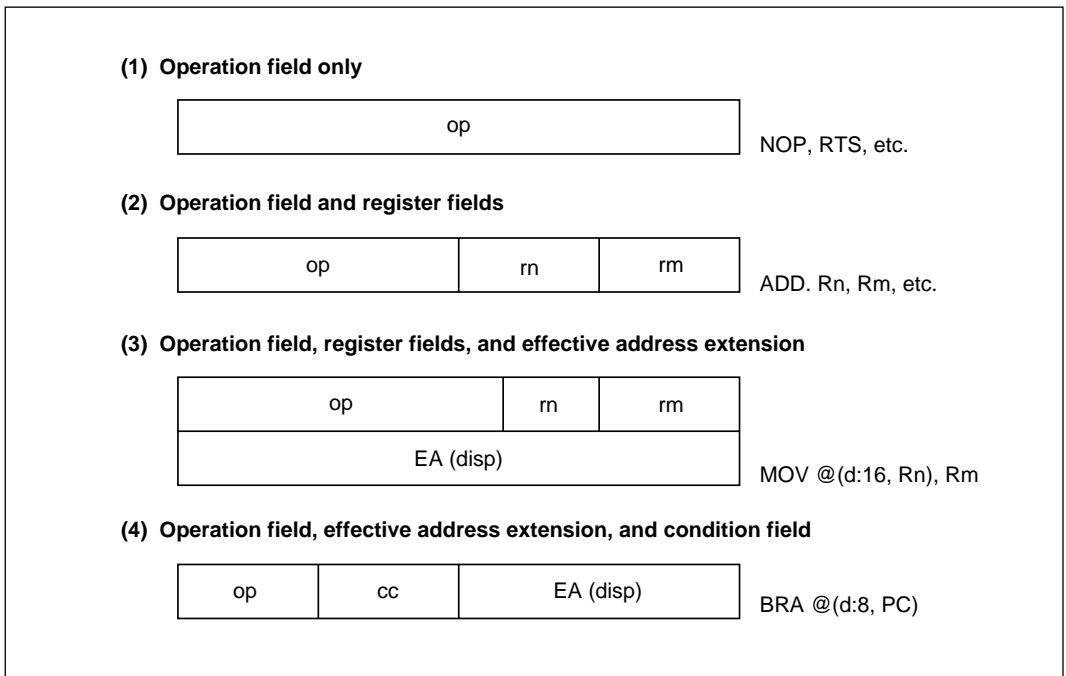 (1) Operation field only
op
NOP, RTS, etc.
(2) Operation field and register fields
op rn rm
ADD. Rn, Rm, etc.
(3) Operation field, register fields, and effective address extension
op rn rm
EA (disp)
MOV @(d:16, Rn), Rm
(4) Operation field, effective address extension, and condition field
op cc EA (disp)
BRA @(d:8, PC)